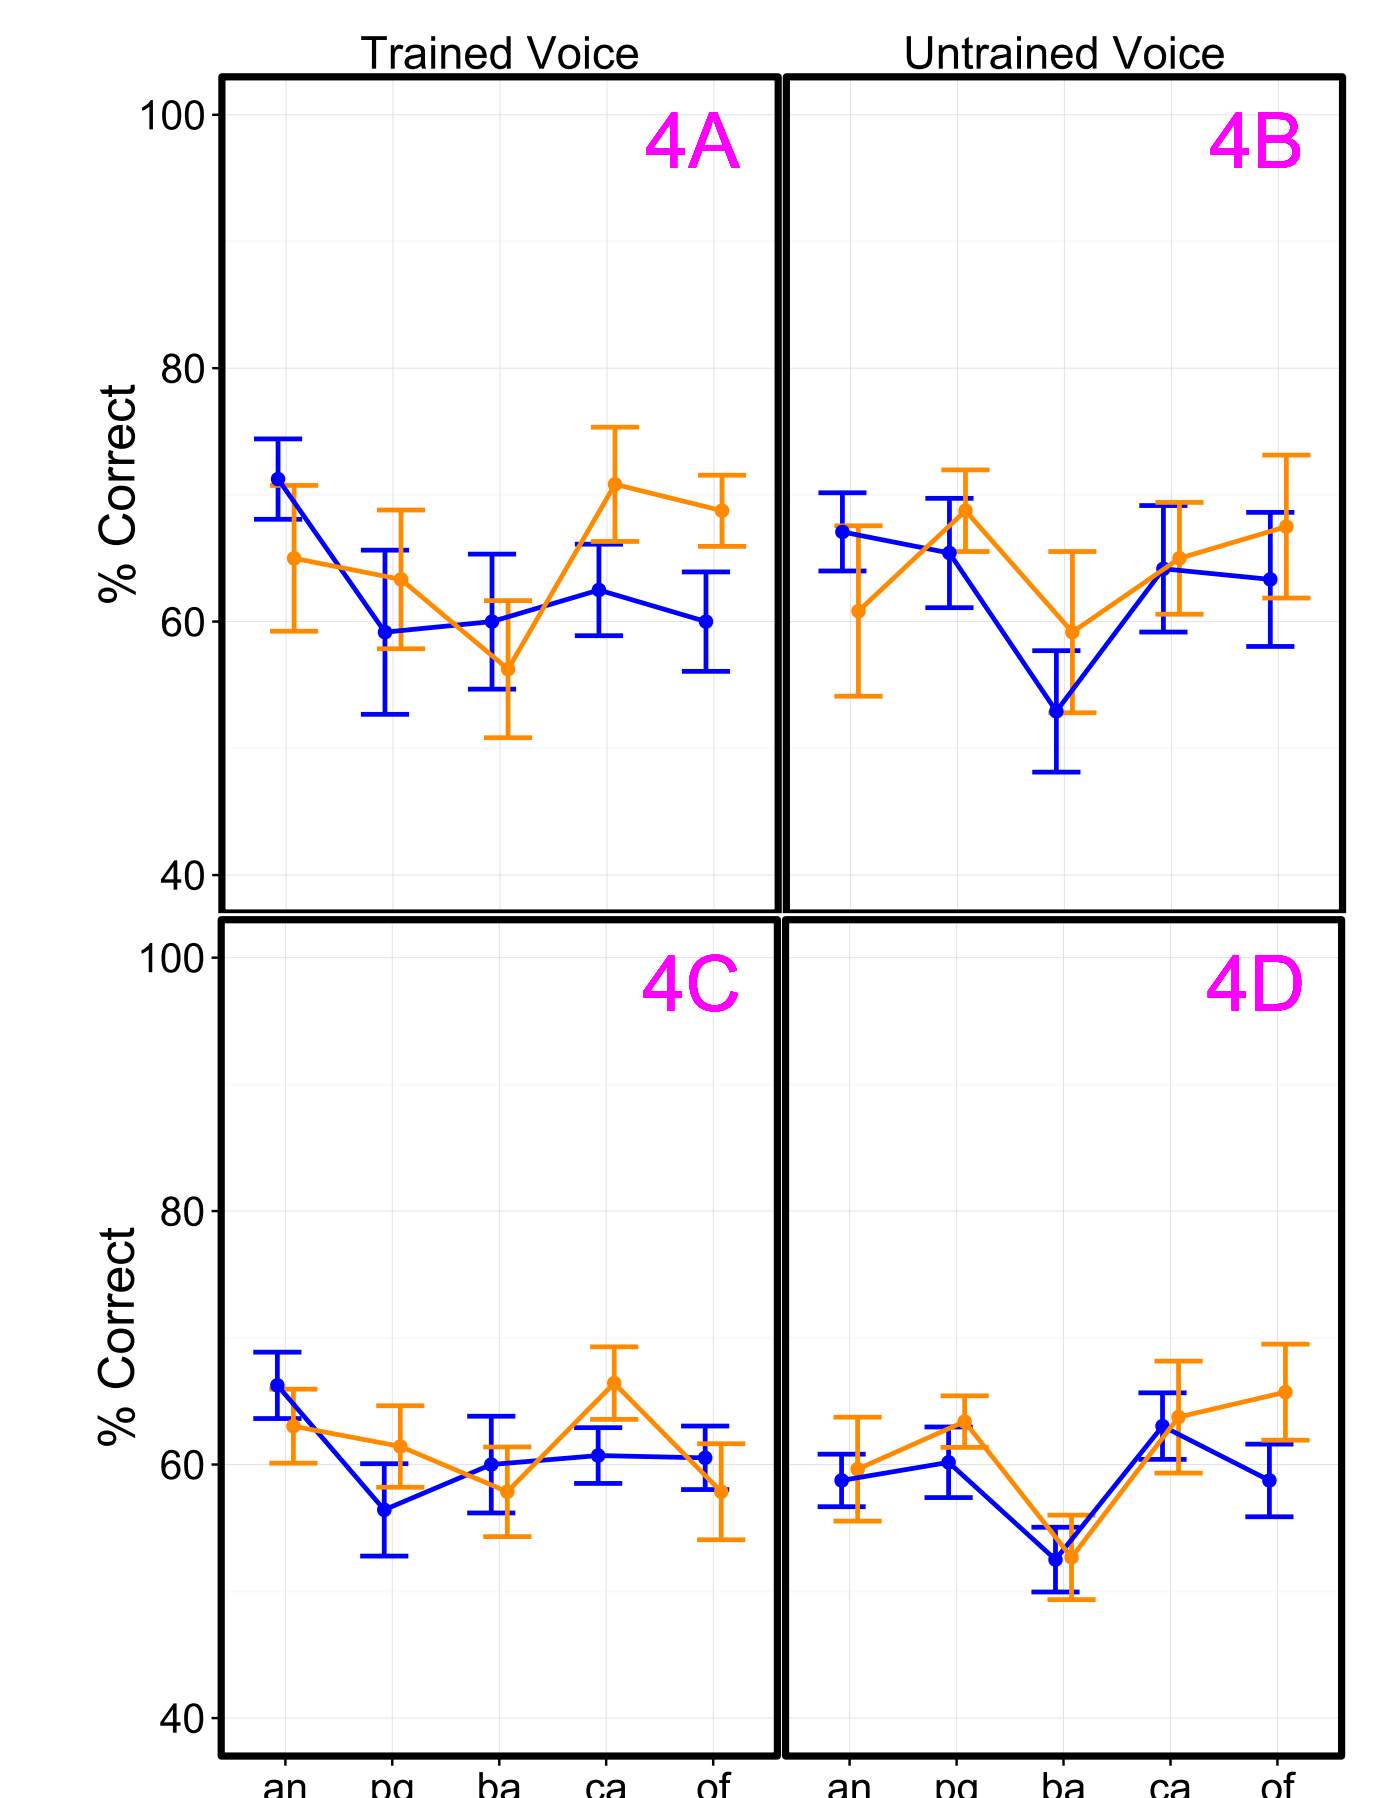 Trained Voice Untrained Voice
100 4A 4B
80
60
40
% Correct
100 4C 4D
80
60
40
% Correct
an pg ba ca of an pg ba ca of